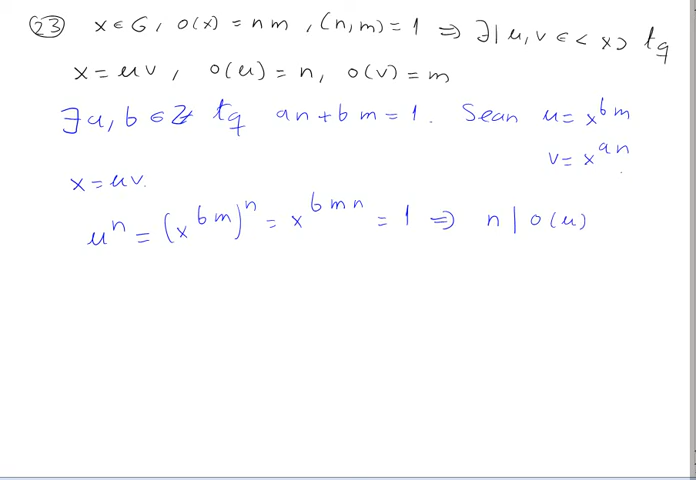 (23) x ∈ G, o(x) = nm, (n,m) = 1 ⇒ ∃| u,v ∈ <x> tq
x = uv, o(u) = n, o(v) = m
∃ a,b ∈ ℤ tq an + bm = 1. Sean u = x^{bm}
v = x^{an}
x = uv.
u^n = (x^{bm})^n = x^{bmn} = 1 ⇒ n | o(u)